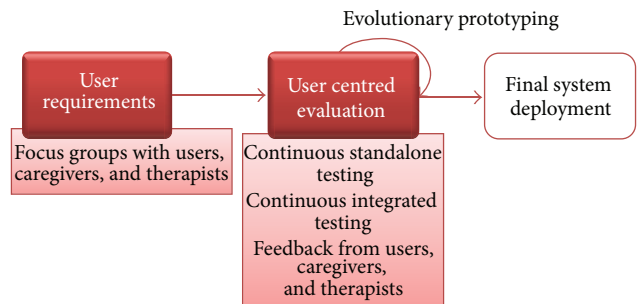 Evolutionary prototyping
User
requirements
Focus groups with users,
caregivers, and therapists
User centred
evaluation
Continuous standalone
testing
Continuous integrated
testing
Feedback from users,
caregivers,
and therapists
Final system
deployment